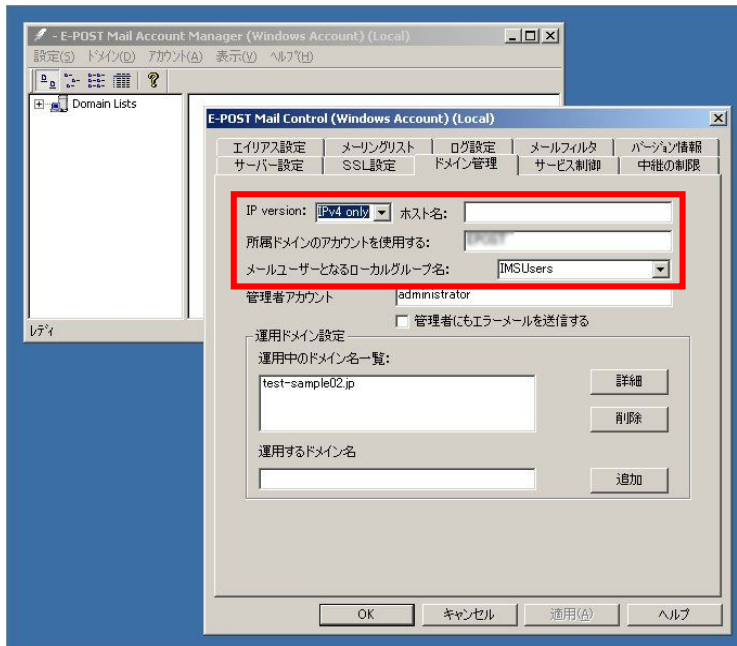 - E-POST Mail Account Manager (Windows Account) (Local)
設定(S) ドメイン(D) アカウント(A) 表示(V) ヘルプ(H)
Domain Lists
レディ
E-POST Mail Control (Windows Account) (Local)
エイリアス設定 メーリングリスト ログ設定 メールフィルタ バージョン情報
サーバー設定 SSL設定 ドメイン管理 サービス制御 中継の制限
IP version: IPv4 only ホスト名:
所属ドメインのアカウントを使用する:
メールユーザーとなるローカルグループ名: IMSUsers
管理者アカウント administrator
管理者にもエラーメールを送信する
運用ドメイン設定
運用中のドメイン名一覧:
test-sample02.jp 詳細
削除
運用するドメイン名
追加
OK キャンセル 適用(A) ヘルプ